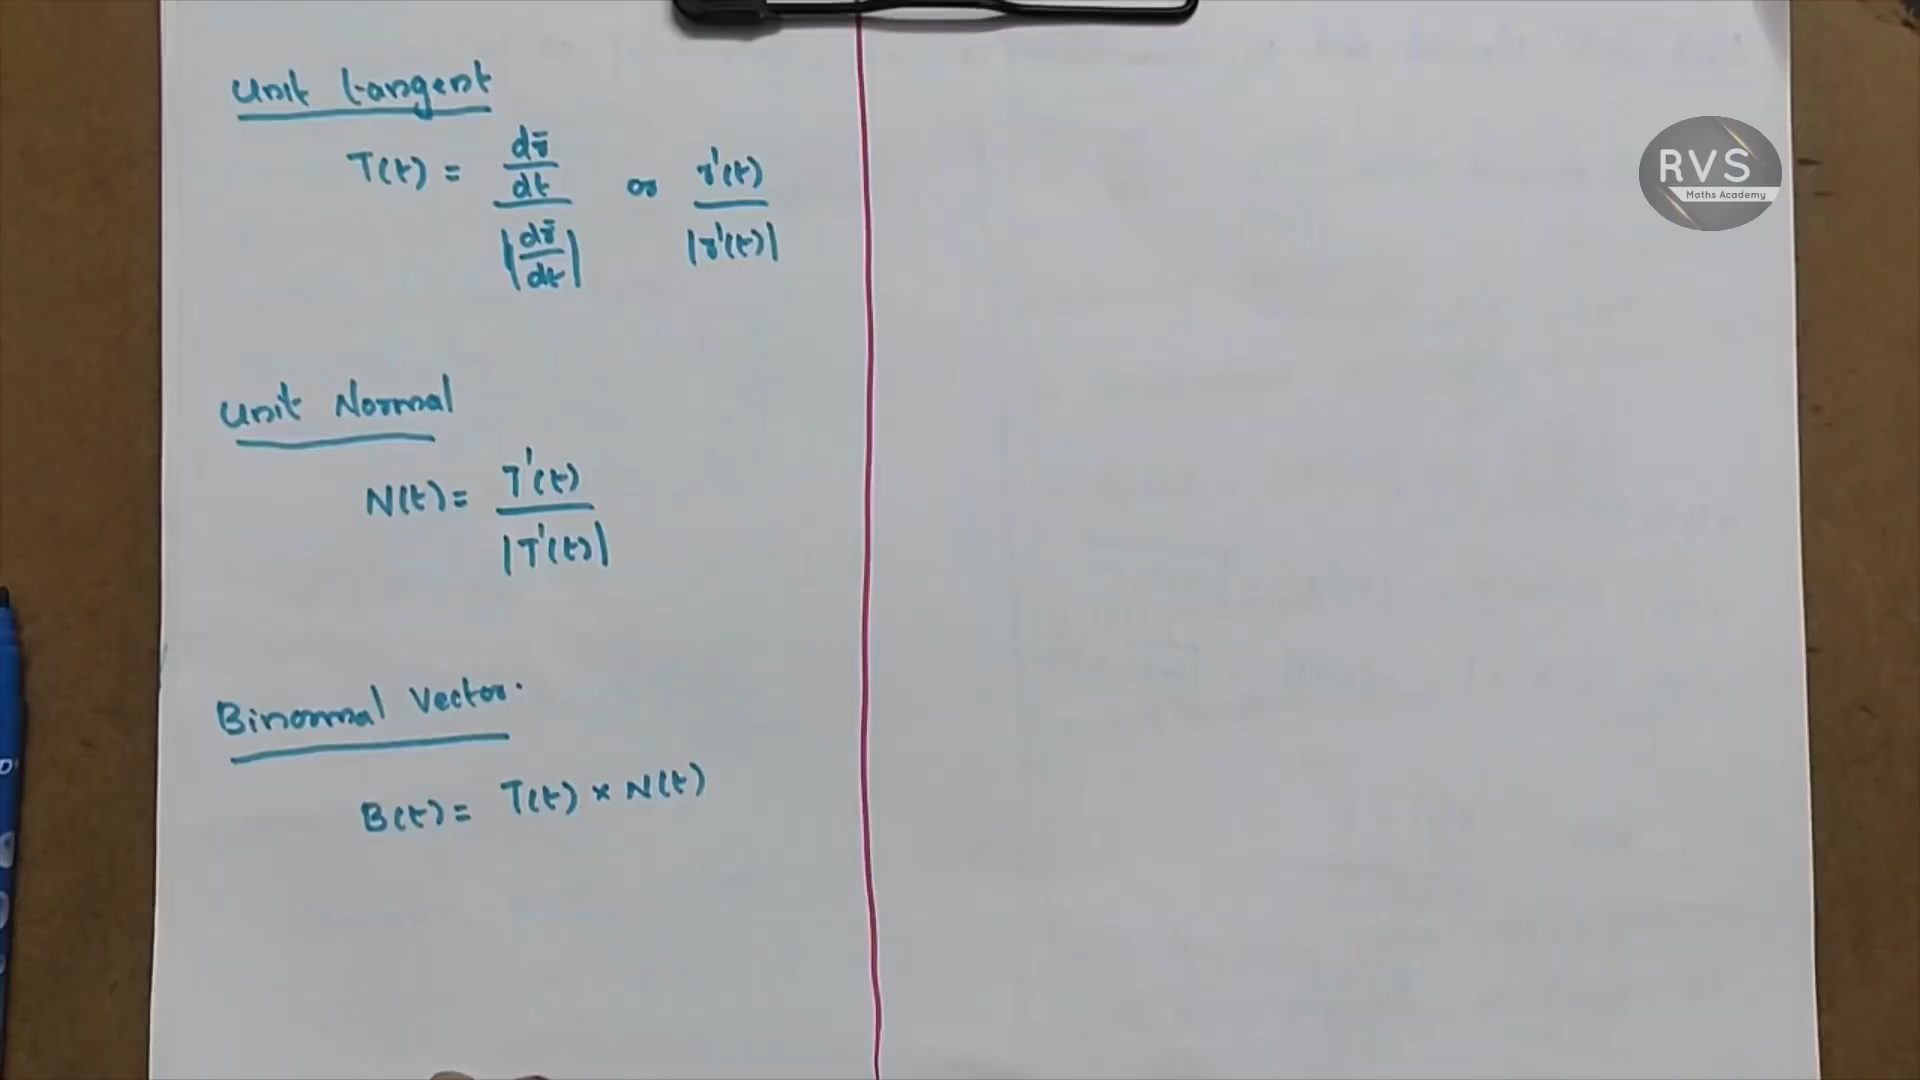 Unit tangent
T(t) = dr̄/dt / |dr̄/dt| or r'(t) / |r'(t)|
Unit Normal
N(t) = T'(t) / |T'(t)|
Binormal Vector.
B(t) = T(t) × N(t)
RVS
Maths Academy